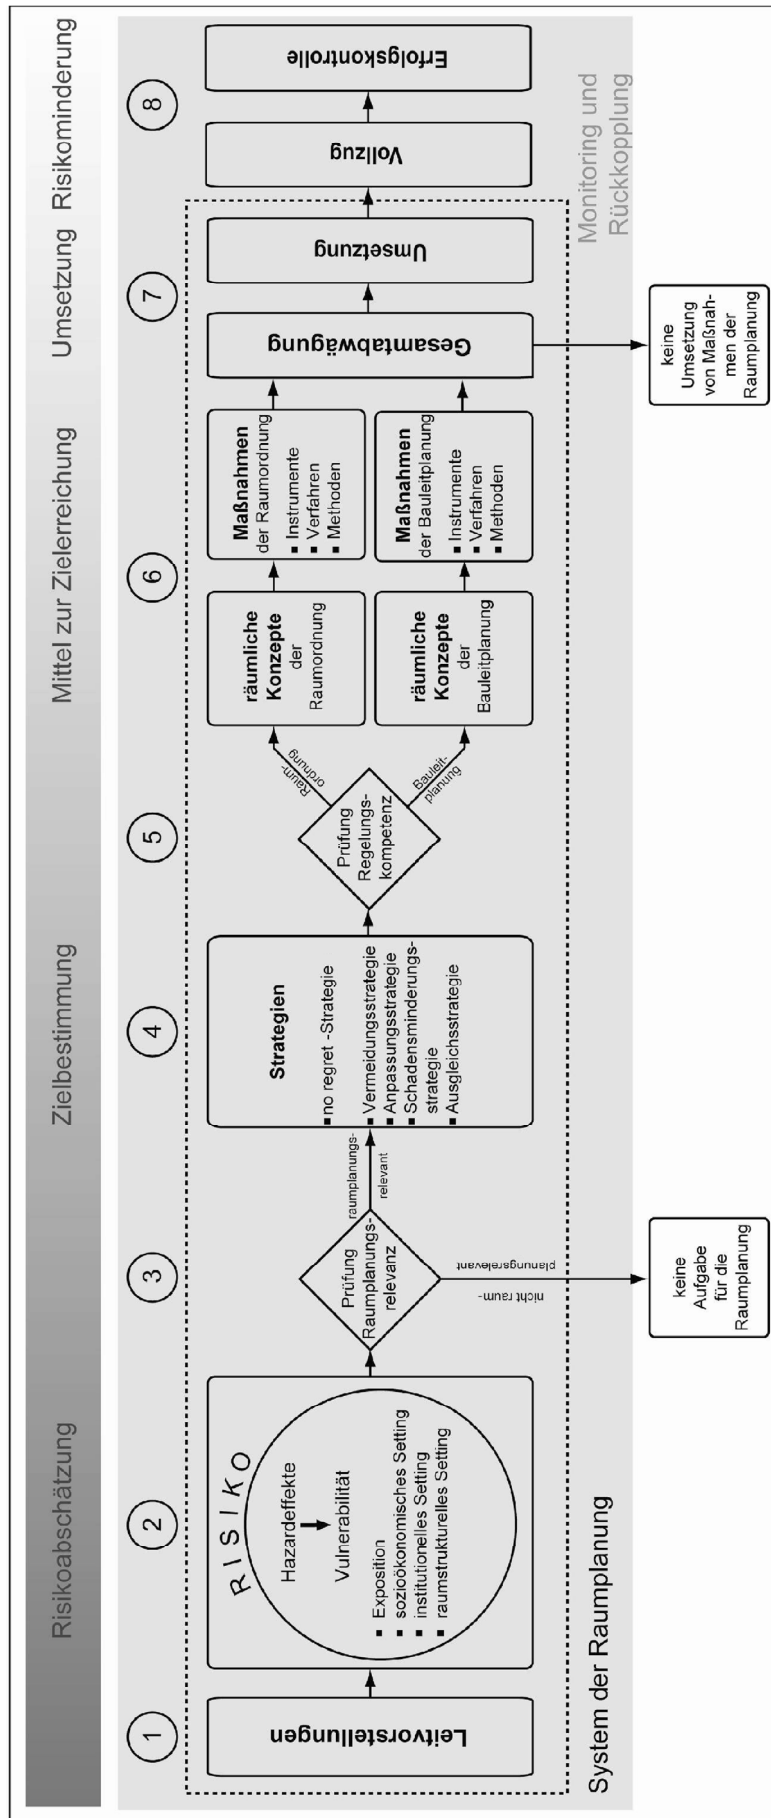 Risikoabschätzung
Zielbestimmung
Mittel zur Zielerreichung
Umsetzung
Risikominderung
1
2
3
4
5
6
7
8
Leitvorstellungen
RISIKO
Hazardeffekte
Vulnerabilität
▪ Exposition
▪ sozioökonomisches Setting
▪ institutionelles Setting
▪ raumstrukturelles Setting
Prüfung
Raumplanungs-
relevanz
raumplanungs-
relevant
nicht raum-
planungsrelevant
keine
Aufgabe
für die
Raumplanung
Strategien
▪ no regret -Strategie
▪ Vermeidungsstrategie
▪ Anpassungsstrategie
▪ Schadensminderungs-
strategie
▪ Ausgleichsstrategie
Prüfung
Regelungs-
kompetenz
Raum-
ordnung
Bauleit-
planung
räumliche
Konzepte
der
Raumordnung
räumliche
Konzepte
der
Bauleitplanung
Maßnahmen
der Raumordnung
▪ Instrumente
▪ Verfahren
▪ Methoden
Maßnahmen
der Bauleitplanung
▪ Instrumente
▪ Verfahren
▪ Methoden
Gesamtabwägung
Umsetzung
Vollzug
Erfolgskontrolle
keine
Umsetzung
von Maßnah-
men der
Raumplanung
System der Raumplanung
Monitoring und
Rückkopplung